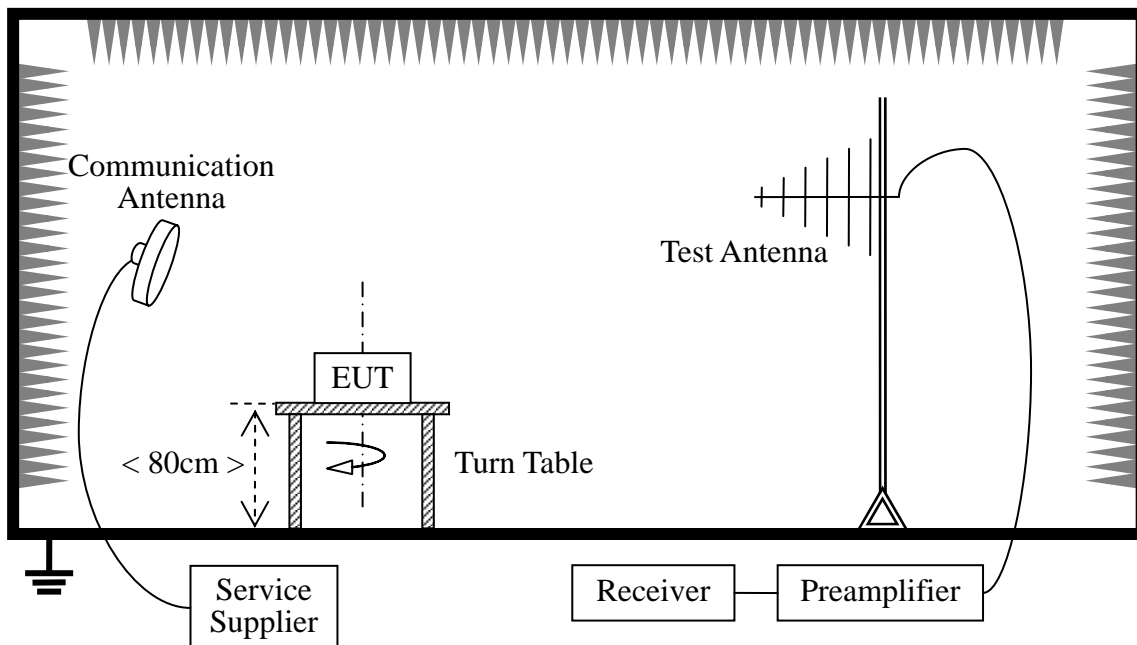 Communication
Antenna
Test Antenna
EUT
< 80cm >
Turn Table
Service
Supplier
Receiver
Preamplifier